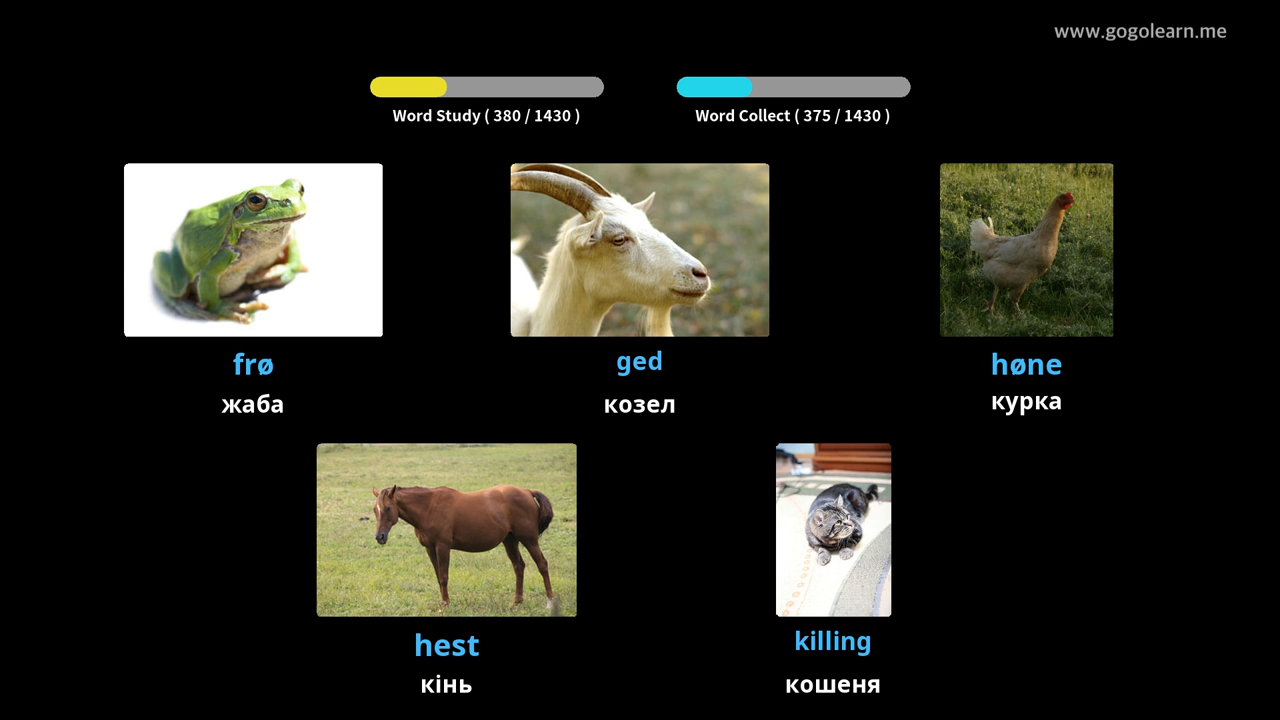 www.gogolearn.me
Word Study ( 380 / 1430 )
Word Collect ( 375 / 1430 )
frø
жаба
ged
козел
høne
курка
hest
кінь
killing
кошеня